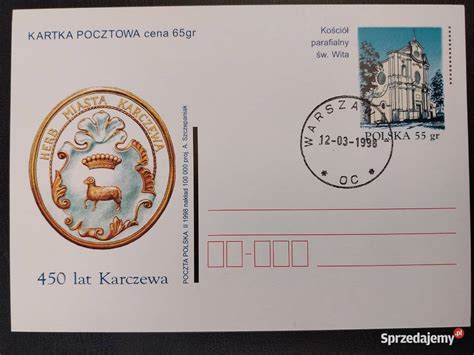 KARTKA POCZTOWA cena 65gr
Kościół
parafialny
św. Wita
POLSKA 55 gr
WARSZAWA
12-03-1998
* OC *
HERB MIASTA KARCZEWA
450 lat Karczewa
POCZTA POLSKA II 1998 nakład 100 000 proj A. Szczepaniak
Sprzedajemy.pl